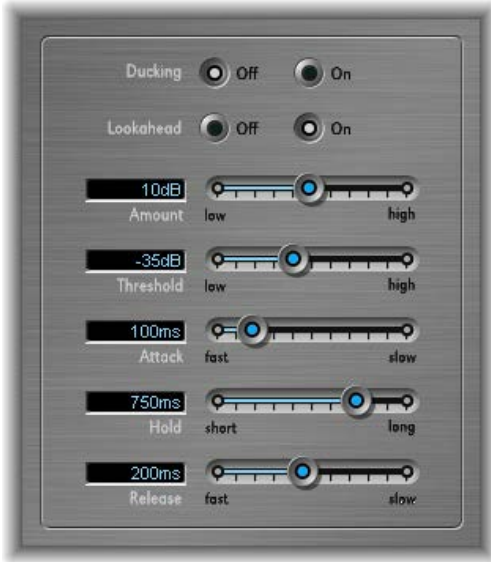 Ducking Off On
Lookahead Off On
10dB
Amount low high
-35dB
Threshold low high
100ms
Attack fast slow
750ms
Hold short long
200ms
Release fast slow